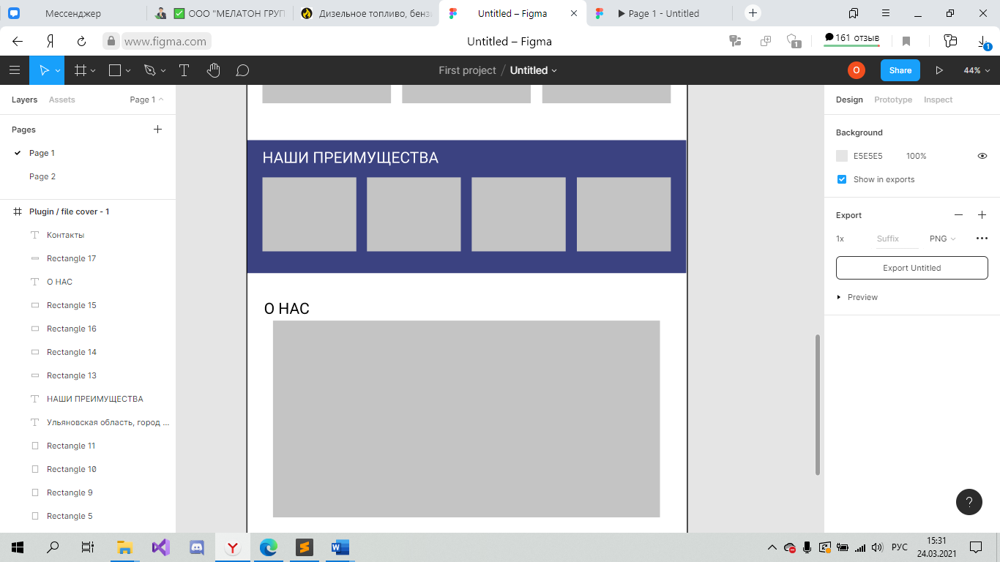 Мессенджер
ООО "МЕЛАТОН ГРУП
Дизельное топливо, бенз
Untitled – Figma
Page 1 - Untitled
www.figma.com
Untitled – Figma
1
161 отзыв
1
First project / Untitled
O
Share
44%
Layers
Assets
Page 1
Pages
Page 1
Page 2
Plugin / file cover - 1
Контакты
Rectangle 17
О НАС
Rectangle 15
Rectangle 16
Rectangle 14
Rectangle 13
НАШИ ПРЕИМУЩЕСТВА
Ульяновская область, город ...
Rectangle 11
Rectangle 10
Rectangle 9
Rectangle 5
НАШИ ПРЕИМУЩЕСТВА
О НАС
Design
Prototype
Inspect
Background
E5E5E5
100%
Show in exports
Export
1x
Suffix
PNG
Export Untitled
Preview
?
РУС
15:31
24.03.2021